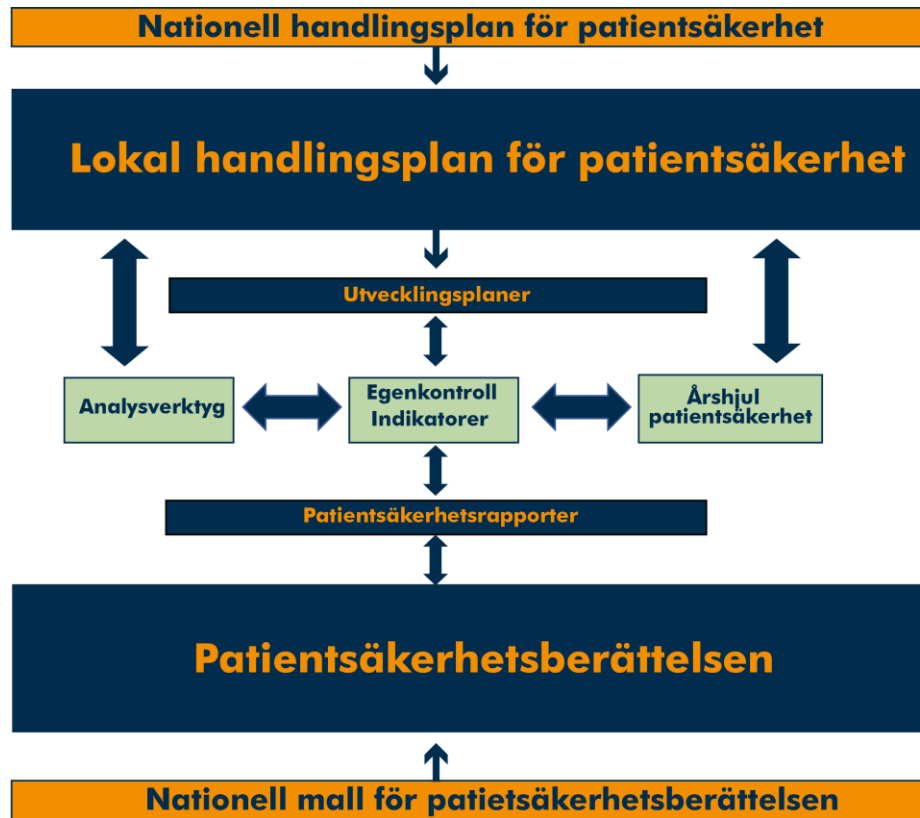 Nationell handlingsplan för patientsäkerhet
Lokal handlingsplan för patientsäkerhet
Utvecklingsplaner
Analysverktyg
Egenkontroll
Indikatorer
Årshjul
patientsäkerhet
Patientsäkerhetsrapporter
Patientsäkerhetsberättelsen
Nationell mall för patietsäkerhetsberättelsen